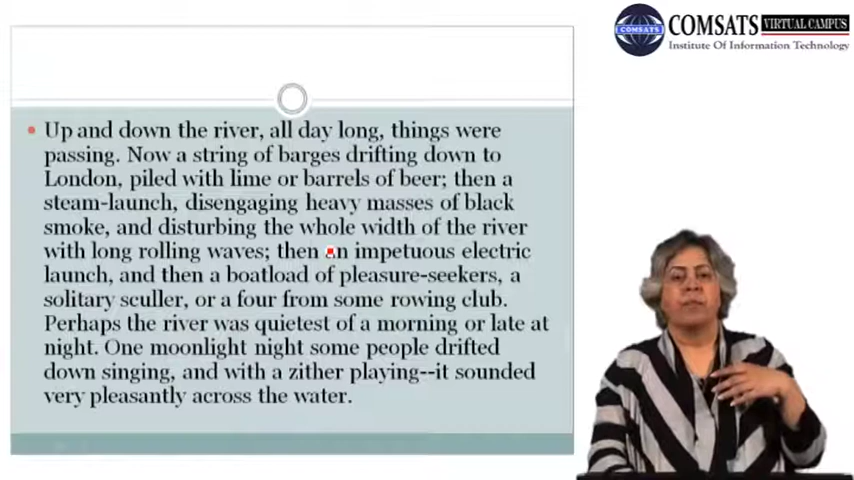 COMSATS VIRTUAL CAMPUS
Institute Of Information Technology
COMSATS
Up and down the river, all day long, things were
passing. Now a string of barges drifting down to
London, piled with lime or barrels of beer; then a
steam-launch, disengaging heavy masses of black
smoke, and disturbing the whole width of the river
with long rolling waves; then an impetuous electric
launch, and then a boatload of pleasure-seekers, a
solitary sculler, or a four from some rowing club.
Perhaps the river was quietest of a morning or late at
night. One moonlight night some people drifted
down singing, and with a zither playing--it sounded
very pleasantly across the water.